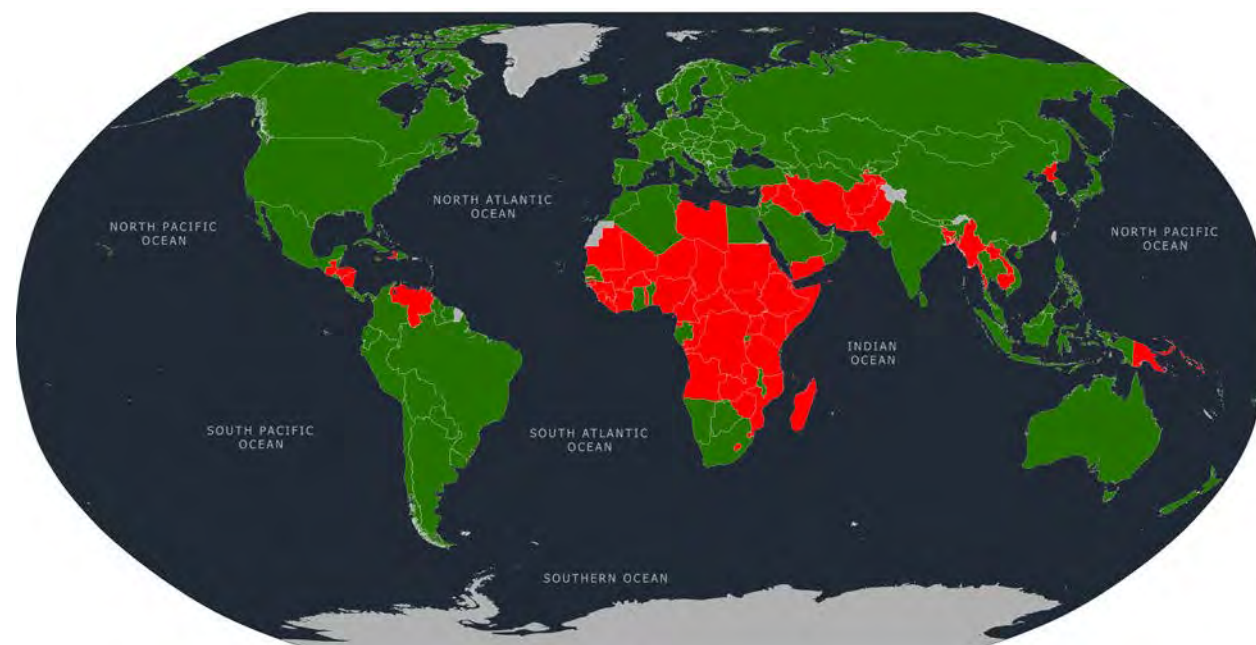 NORTH ATLANTIC
OCEAN
NORTH PACIFIC
OCEAN
NORTH PACIFIC
OCEAN
INDIAN
OCEAN
SOUTH PACIFIC
OCEAN
SOUTH ATLANTIC
OCEAN
SOUTHERN OCEAN